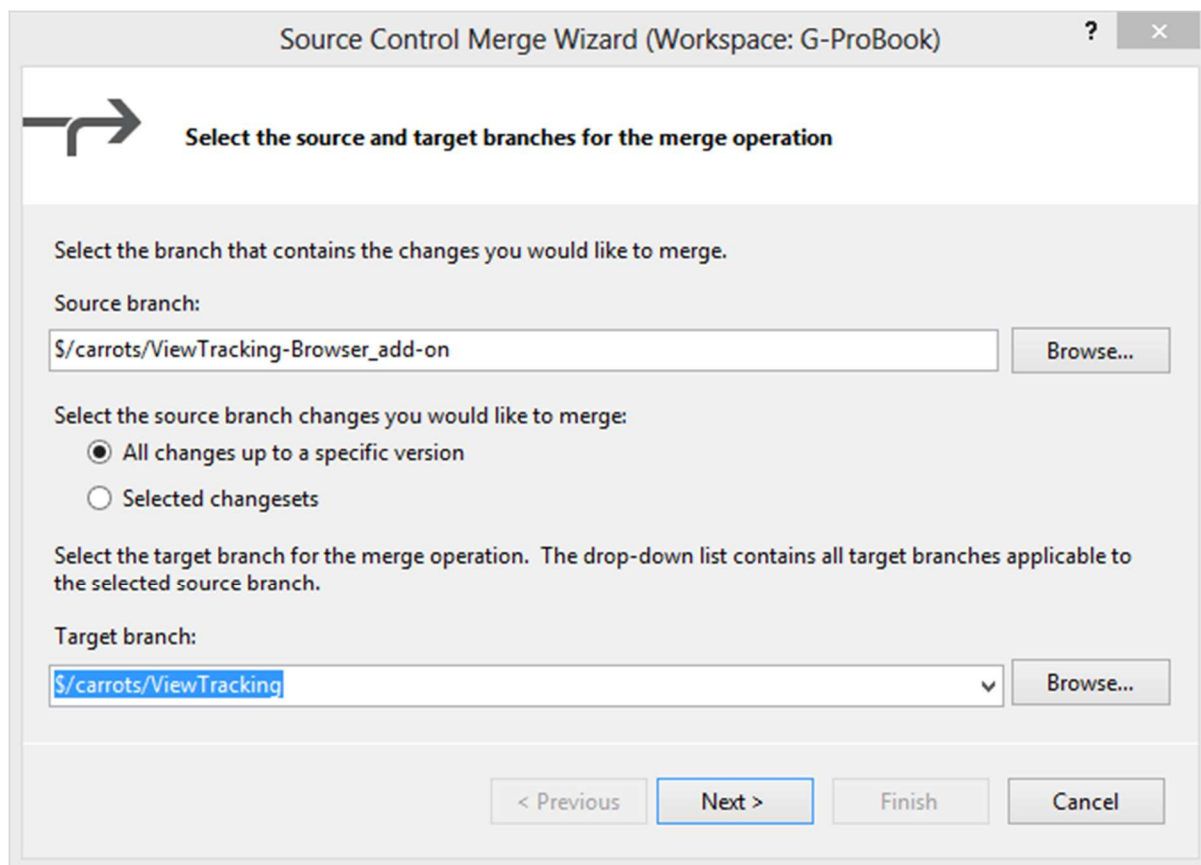 Source Control Merge Wizard (Workspace: G-ProBook)
?
Select the source and target branches for the merge operation
Select the branch that contains the changes you would like to merge.
Source branch:
$/carrots/ViewTracking-Browser_add-on
Browse...
Select the source branch changes you would like to merge:
All changes up to a specific version
Selected changesets
Select the target branch for the merge operation.  The drop-down list contains all target branches applicable to
the selected source branch.
Target branch:
$/carrots/ViewTracking
Browse...
< Previous
Next >
Finish
Cancel